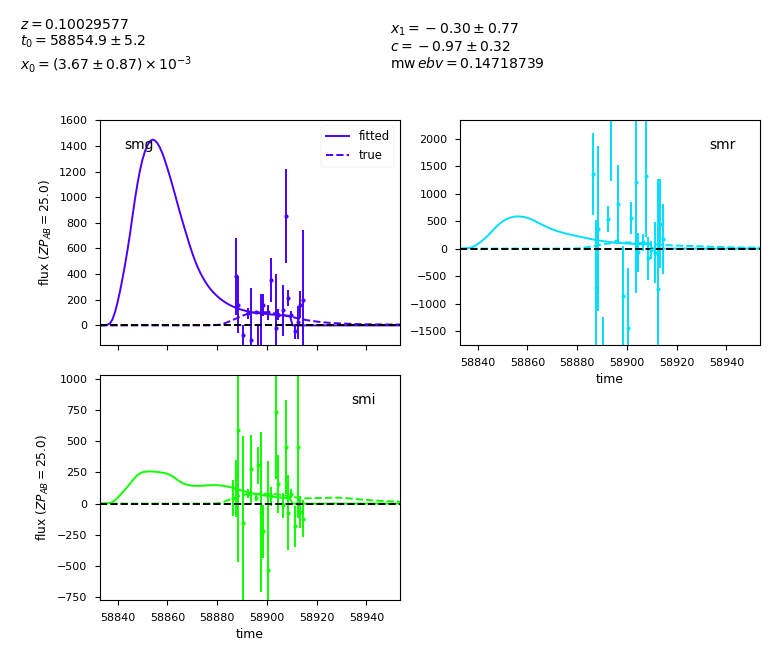 z = 0.10029577
t₀ = 58854.9 ± 5.2
x₀ = (3.67 ± 0.87) × 10⁻³
x₁ = −0.30 ± 0.77
c = −0.97 ± 0.32
mw ebv = 0.14718739
smg
fitted
true
1600
1400
1200
1000
800
600
400
200
0
flux (ZP_AB = 25.0)
smr
2000
1500
1000
500
0
−500
−1000
−1500
58840 58860 58880 58900 58920 58940
time
smi
1000
750
500
250
0
−250
−500
−750
flux (ZP_AB = 25.0)
58840 58860 58880 58900 58920 58940
time